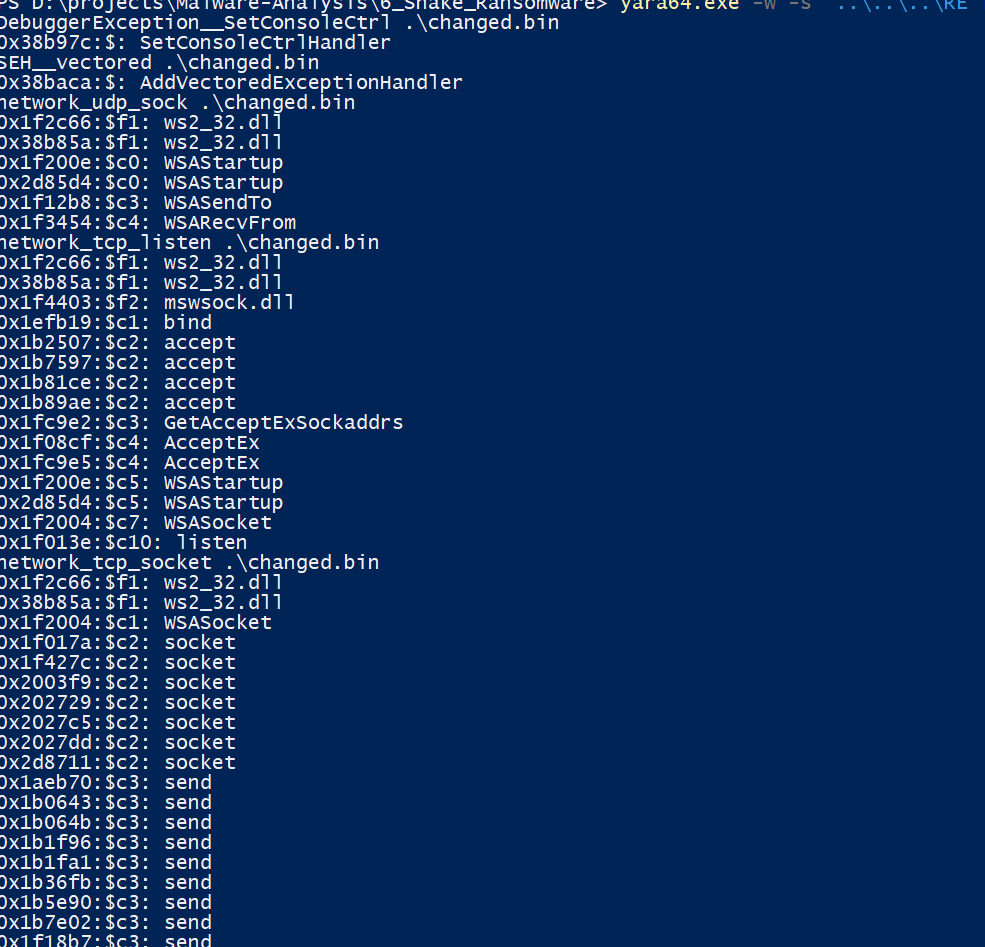 PS D:\projects\Malware-Analysis\6_Snake_Ransomware> yara64.exe -w -s ..\..\..\RE
DebuggerException__SetConsoleCtrl .\changed.bin
0x38b97c:$: SetConsoleCtrlHandler
SEH__vectored .\changed.bin
0x38baca:$: AddVectoredExceptionHandler
network_udp_sock .\changed.bin
0x1f2c66:$f1: ws2_32.dll
0x38b85a:$f1: ws2_32.dll
0x1f200e:$c0: WSAStartup
0x2d85d4:$c0: WSAStartup
0x1f12b8:$c3: WSASendTo
0x1f3454:$c4: WSARecvFrom
network_tcp_listen .\changed.bin
0x1f2c66:$f1: ws2_32.dll
0x38b85a:$f1: ws2_32.dll
0x1f4403:$f2: mswsock.dll
0x1efb19:$c1: bind
0x1b2507:$c2: accept
0x1b7597:$c2: accept
0x1b81ce:$c2: accept
0x1b89ae:$c2: accept
0x1fc9e2:$c3: GetAcceptExSockaddrs
0x1f08cf:$c4: AcceptEx
0x1fc9e5:$c4: AcceptEx
0x1f200e:$c5: WSAStartup
0x2d85d4:$c5: WSAStartup
0x1f2004:$c7: WSASocket
0x1f013e:$c10: listen
network_tcp_socket .\changed.bin
0x1f2c66:$f1: ws2_32.dll
0x38b85a:$f1: ws2_32.dll
0x1f2004:$c1: WSASocket
0x1f017a:$c2: socket
0x1f427c:$c2: socket
0x2003f9:$c2: socket
0x202729:$c2: socket
0x2027c5:$c2: socket
0x2027dd:$c2: socket
0x2d8711:$c2: socket
0x1aeb70:$c3: send
0x1b0643:$c3: send
0x1b064b:$c3: send
0x1b1f96:$c3: send
0x1b1fa1:$c3: send
0x1b36fb:$c3: send
0x1b5e90:$c3: send
0x1b7e02:$c3: send
0x1f18b7:$c3: send